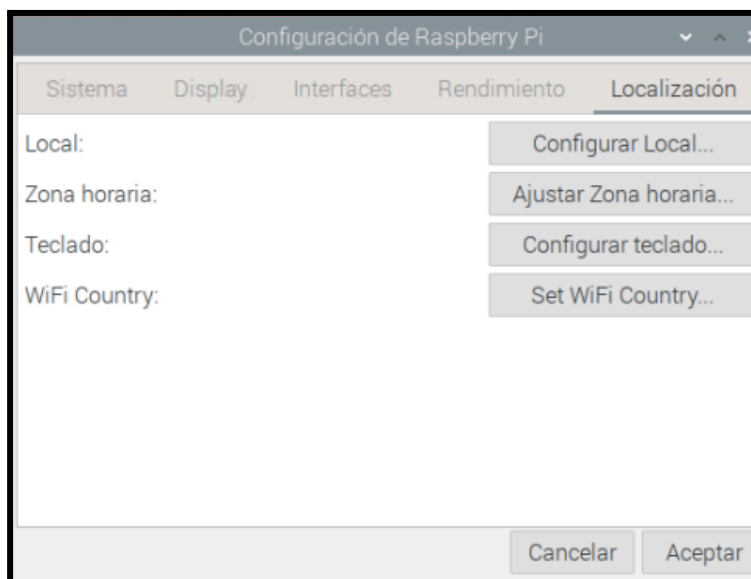 Configuración de Raspberry Pi
Sistema Display Interfaces Rendimiento Localización
Local: Configurar Local...
Zona horaria: Ajustar Zona horaria...
Teclado: Configurar teclado...
WiFi Country: Set WiFi Country...
Cancelar Aceptar